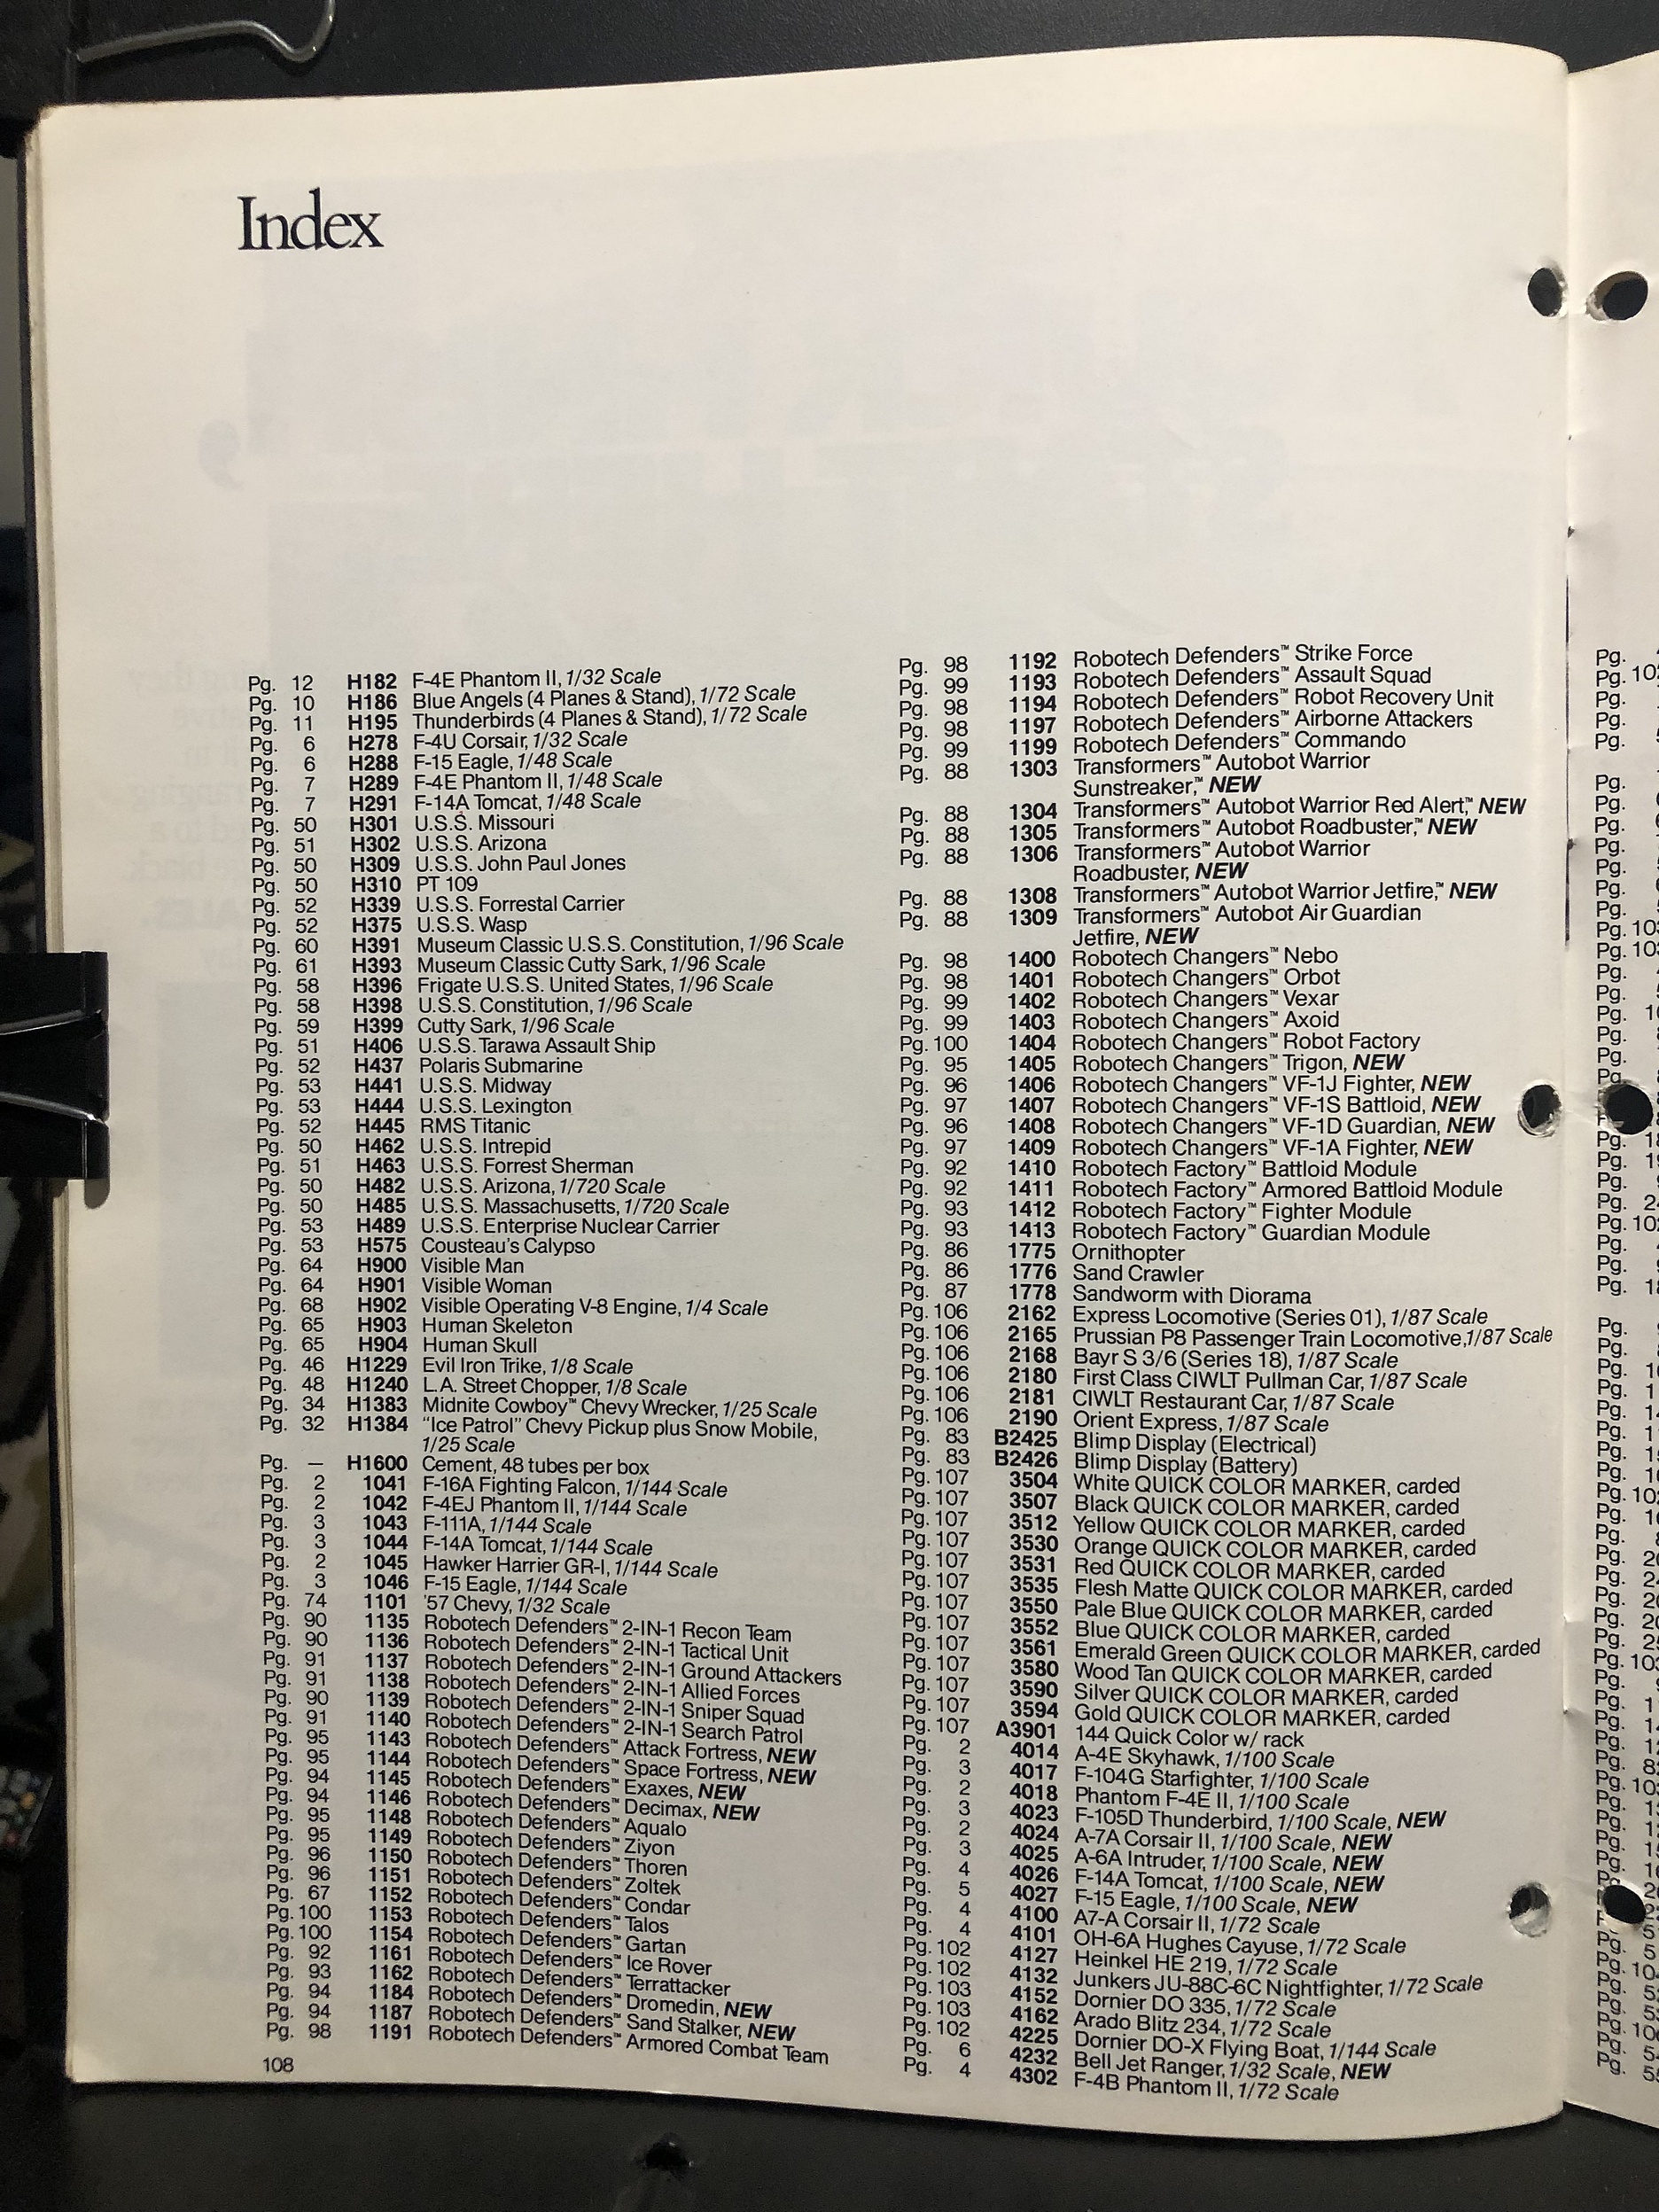 Index
Pg. 12 H182 F-4E Phantom II, 1/32 Scale
Pg. 10 H186 Blue Angels (4 Planes & Stand), 1/72 Scale
Pg. 11 H195 Thunderbirds (4 Planes & Stand), 1/72 Scale
Pg. 6 H278 F-4U Corsair, 1/32 Scale
Pg. 6 H288 F-15 Eagle, 1/48 Scale
Pg. 7 H289 F-4E Phantom II, 1/48 Scale
Pg. 7 H291 F-14A Tomcat, 1/48 Scale
Pg. 50 H301 U.S.S. Missouri
Pg. 51 H302 U.S.S. Arizona
Pg. 50 H309 U.S.S. John Paul Jones
Pg. 50 H310 PT 109
Pg. 52 H339 U.S.S. Forrestal Carrier
Pg. 52 H375 U.S.S. Wasp
Pg. 60 H391 Museum Classic U.S.S. Constitution, 1/96 Scale
Pg. 61 H393 Museum Classic Cutty Sark, 1/96 Scale
Pg. 58 H396 Frigate U.S.S. United States, 1/96 Scale
Pg. 58 H398 U.S.S. Constitution, 1/96 Scale
Pg. 59 H399 Cutty Sark, 1/96 Scale
Pg. 51 H406 U.S.S. Tarawa Assault Ship
Pg. 52 H437 Polaris Submarine
Pg. 53 H441 U.S.S. Midway
Pg. 53 H444 U.S.S. Lexington
Pg. 52 H445 RMS Titanic
Pg. 50 H462 U.S.S. Intrepid
Pg. 51 H463 U.S.S. Forrest Sherman
Pg. 50 H482 U.S.S. Arizona, 1/720 Scale
Pg. 50 H485 U.S.S. Massachusetts, 1/720 Scale
Pg. 53 H489 U.S.S. Enterprise Nuclear Carrier
Pg. 53 H575 Cousteau's Calypso
Pg. 64 H900 Visible Man
Pg. 64 H901 Visible Woman
Pg. 68 H902 Visible Operating V-8 Engine, 1/4 Scale
Pg. 65 H903 Human Skeleton
Pg. 65 H904 Human Skull
Pg. 46 H1229 Evil Iron Trike, 1/8 Scale
Pg. 48 H1240 L.A. Street Chopper, 1/8 Scale
Pg. 34 H1383 Midnite Cowboy™ Chevy Wrecker, 1/25 Scale
Pg. 32 H1384 "Ice Patrol" Chevy Pickup plus Snow Mobile,
1/25 Scale
Pg. — H1600 Cement, 48 tubes per box
Pg. 2 1041 F-16A Fighting Falcon, 1/144 Scale
Pg. 2 1042 F-4EJ Phantom II, 1/144 Scale
Pg. 3 1043 F-111A, 1/144 Scale
Pg. 3 1044 F-14A Tomcat, 1/144 Scale
Pg. 2 1045 Hawker Harrier GR-I, 1/144 Scale
Pg. 3 1046 F-15 Eagle, 1/144 Scale
Pg. 74 1101 '57 Chevy, 1/32 Scale
Pg. 90 1135 Robotech Defenders™ 2-IN-1 Recon Team
Pg. 90 1136 Robotech Defenders™ 2-IN-1 Tactical Unit
Pg. 91 1137 Robotech Defenders™ 2-IN-1 Ground Attackers
Pg. 91 1138 Robotech Defenders™ 2-IN-1 Allied Forces
Pg. 90 1139 Robotech Defenders™ 2-IN-1 Sniper Squad
Pg. 91 1140 Robotech Defenders™ 2-IN-1 Search Patrol
Pg. 95 1143 Robotech Defenders™ Attack Fortress, NEW
Pg. 95 1144 Robotech Defenders™ Space Fortress, NEW
Pg. 94 1145 Robotech Defenders™ Exaxes, NEW
Pg. 94 1146 Robotech Defenders™ Decimax, NEW
Pg. 95 1148 Robotech Defenders™ Aqualo
Pg. 95 1149 Robotech Defenders™ Ziyon
Pg. 96 1150 Robotech Defenders™ Thoren
Pg. 96 1151 Robotech Defenders™ Zoltek
Pg. 67 1152 Robotech Defenders™ Condar
Pg. 100 1153 Robotech Defenders™ Talos
Pg. 100 1154 Robotech Defenders™ Gartan
Pg. 92 1161 Robotech Defenders™ Ice Rover
Pg. 93 1162 Robotech Defenders™ Terrattacker
Pg. 94 1184 Robotech Defenders™ Dromedin, NEW
Pg. 94 1187 Robotech Defenders™ Sand Stalker, NEW
Pg. 98 1191 Robotech Defenders™ Armored Combat Team
108
Pg. 98 1192 Robotech Defenders™ Strike Force
Pg. 99 1193 Robotech Defenders™ Assault Squad
Pg. 98 1194 Robotech Defenders™ Robot Recovery Unit
Pg. 98 1197 Robotech Defenders™ Airborne Attackers
Pg. 99 1199 Robotech Defenders™ Commando
Pg. 88 1303 Transformers™ Autobot Warrior
Sunstreaker,™ NEW
Pg. 88 1304 Transformers™ Autobot Warrior Red Alert,™ NEW
Pg. 88 1305 Transformers™ Autobot Roadbuster,™ NEW
Pg. 88 1306 Transformers™ Autobot Warrior
Roadbuster, NEW
Pg. 88 1308 Transformers™ Autobot Warrior Jetfire,™ NEW
Pg. 88 1309 Transformers™ Autobot Air Guardian
Jetfire, NEW
Pg. 98 1400 Robotech Changers™ Nebo
Pg. 98 1401 Robotech Changers™ Orbot
Pg. 99 1402 Robotech Changers™ Vexar
Pg. 99 1403 Robotech Changers™ Axoid
Pg. 100 1404 Robotech Changers™ Robot Factory
Pg. 95 1405 Robotech Changers™ Trigon, NEW
Pg. 96 1406 Robotech Changers™ VF-1J Fighter, NEW
Pg. 97 1407 Robotech Changers™ VF-1S Battloid, NEW
Pg. 96 1408 Robotech Changers™ VF-1D Guardian, NEW
Pg. 97 1409 Robotech Changers™ VF-1A Fighter, NEW
Pg. 92 1410 Robotech Factory™ Battloid Module
Pg. 92 1411 Robotech Factory™ Armored Battloid Module
Pg. 93 1412 Robotech Factory™ Fighter Module
Pg. 93 1413 Robotech Factory™ Guardian Module
Pg. 86 1775 Ornithopter
Pg. 86 1776 Sand Crawler
Pg. 87 1778 Sandworm with Diorama
Pg. 106 2162 Express Locomotive (Series 01), 1/87 Scale
Pg. 106 2165 Prussian P8 Passenger Train Locomotive, 1/87 Scale
Pg. 106 2168 Bayr S 3/6 (Series 18), 1/87 Scale
Pg. 106 2180 First Class CIWLT Pullman Car, 1/87 Scale
Pg. 106 2181 CIWLT Restaurant Car, 1/87 Scale
Pg. 106 2190 Orient Express, 1/87 Scale
Pg. 83 B2425 Blimp Display (Electrical)
Pg. 83 B2426 Blimp Display (Battery)
Pg. 107 3504 White QUICK COLOR MARKER, carded
Pg. 107 3507 Black QUICK COLOR MARKER, carded
Pg. 107 3512 Yellow QUICK COLOR MARKER, carded
Pg. 107 3530 Orange QUICK COLOR MARKER, carded
Pg. 107 3531 Red QUICK COLOR MARKER, carded
Pg. 107 3535 Flesh Matte QUICK COLOR MARKER, carded
Pg. 107 3550 Pale Blue QUICK COLOR MARKER, carded
Pg. 107 3552 Blue QUICK COLOR MARKER, carded
Pg. 107 3561 Emerald Green QUICK COLOR MARKER, carded
Pg. 107 3580 Wood Tan QUICK COLOR MARKER, carded
Pg. 107 3590 Silver QUICK COLOR MARKER, carded
Pg. 107 3594 Gold QUICK COLOR MARKER, carded
Pg. 107 A3901 144 Quick Color w/ rack
Pg. 2 4014 A-4E Skyhawk, 1/100 Scale
Pg. 3 4017 F-104G Starfighter, 1/100 Scale
Pg. 2 4018 Phantom F-4E II, 1/100 Scale
Pg. 3 4023 F-105D Thunderbird, 1/100 Scale, NEW
Pg. 2 4024 A-7A Corsair II, 1/100 Scale, NEW
Pg. 3 4025 A-6A Intruder, 1/100 Scale, NEW
Pg. 4 4026 F-14A Tomcat, 1/100 Scale, NEW
Pg. 5 4027 F-15 Eagle, 1/100 Scale, NEW
Pg. 4 4100 A7-A Corsair II, 1/72 Scale
Pg. 4 4101 OH-6A Hughes Cayuse, 1/72 Scale
Pg. 102 4127 Heinkel HE 219, 1/72 Scale
Pg. 102 4132 Junkers JU-88C-6C Nightfighter, 1/72 Scale
Pg. 103 4152 Dornier DO 335, 1/72 Scale
Pg. 103 4162 Arado Blitz 234, 1/72 Scale
Pg. 102 4225 Dornier DO-X Flying Boat, 1/144 Scale
Pg. 6 4232 Bell Jet Ranger, 1/32 Scale, NEW
Pg. 4 4302 F-4B Phantom II, 1/72 Scale